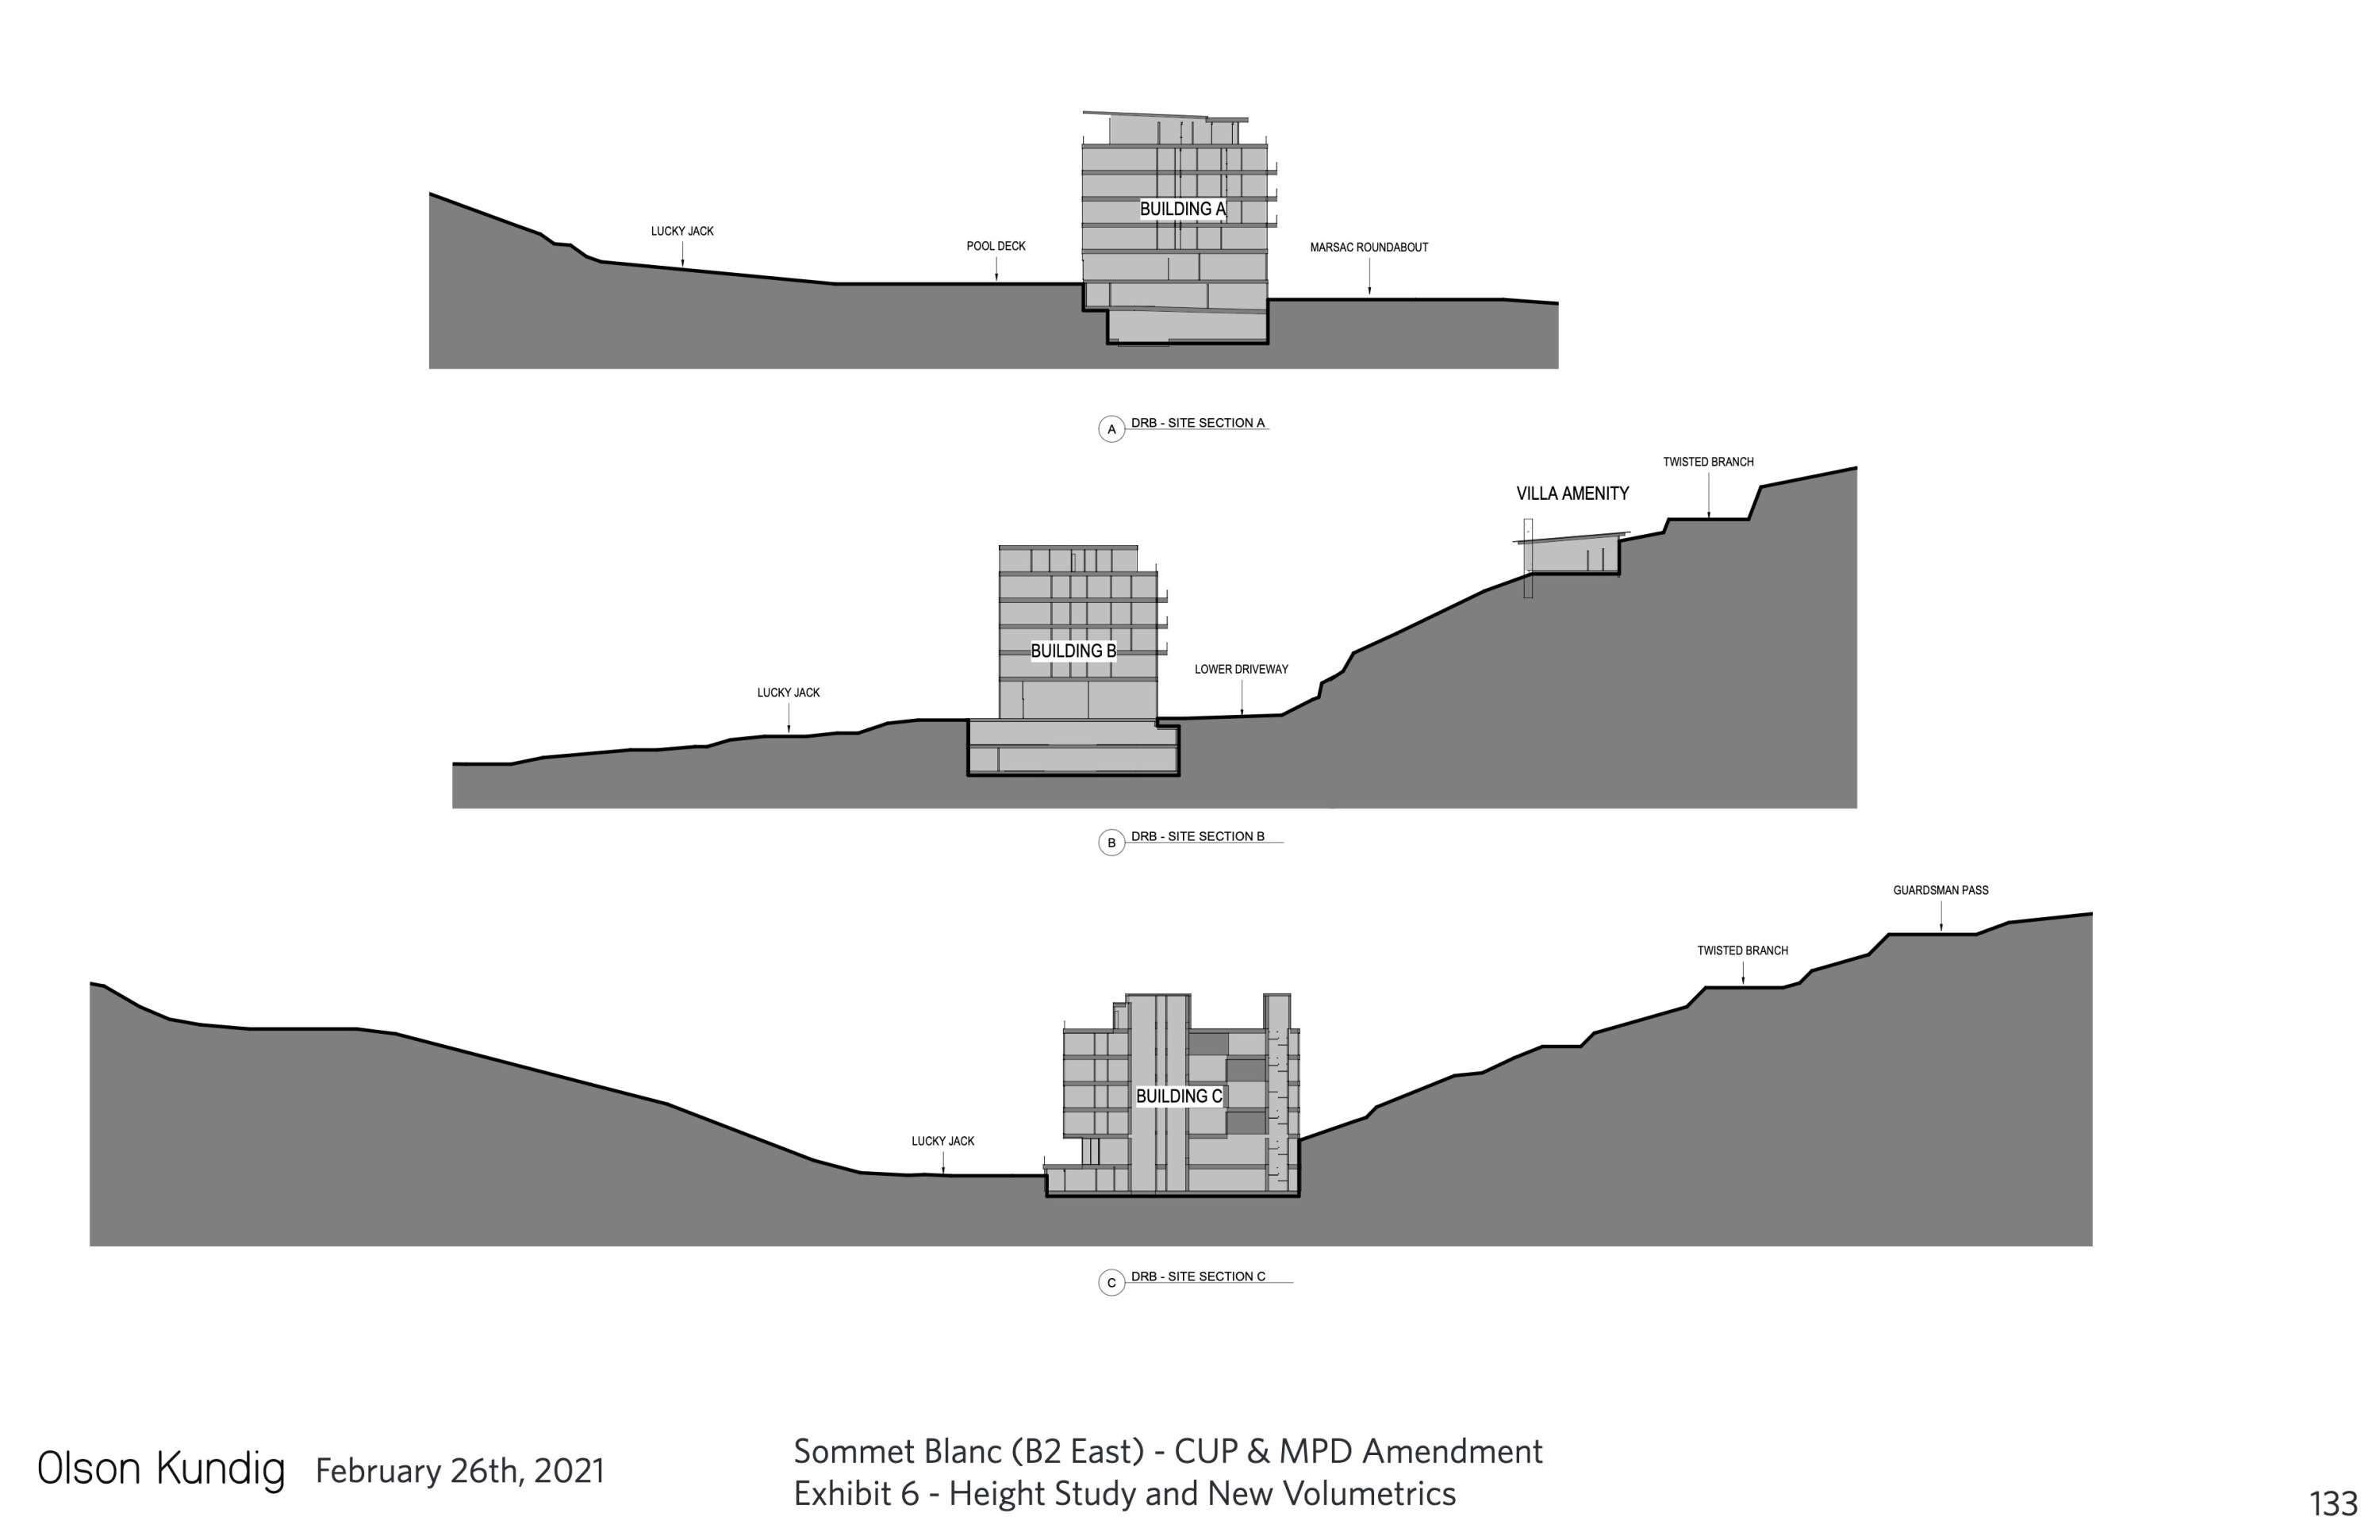 LUCKY JACK
POOL DECK
BUILDING A
MARSAC ROUNDABOUT
A DRB - SITE SECTION A
TWISTED BRANCH
VILLA AMENITY
BUILDING B
LOWER DRIVEWAY
LUCKY JACK
B DRB - SITE SECTION B
GUARDSMAN PASS
TWISTED BRANCH
BUILDING C
LUCKY JACK
C DRB - SITE SECTION C
Olson Kundig February 26th, 2021
Sommet Blanc (B2 East) - CUP & MPD Amendment
Exhibit 6 - Height Study and New Volumetrics
133